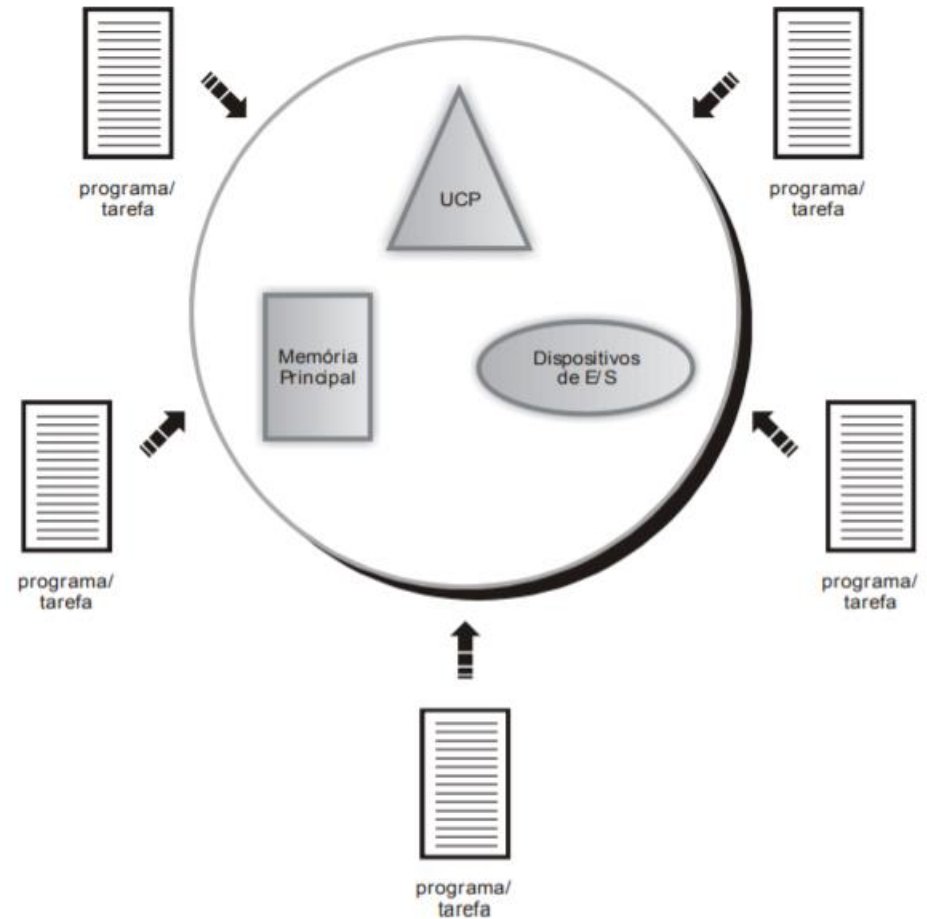 programa/
tarefa
programa/
tarefa
UCP
Memória
Principal
Dispositivos
de E/S
programa/
tarefa
programa/
tarefa
programa/
tarefa